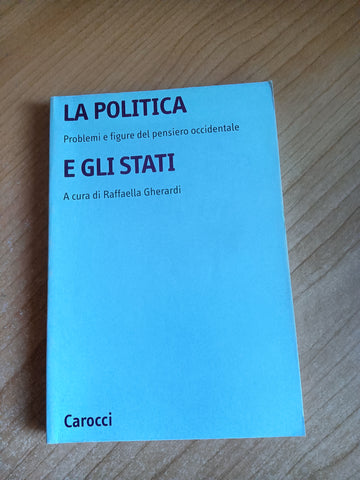 LA POLITICA
Problemi e figure del pensiero occidentale
E GLI STATI
A cura di Raffaella Gherardi
Carocci